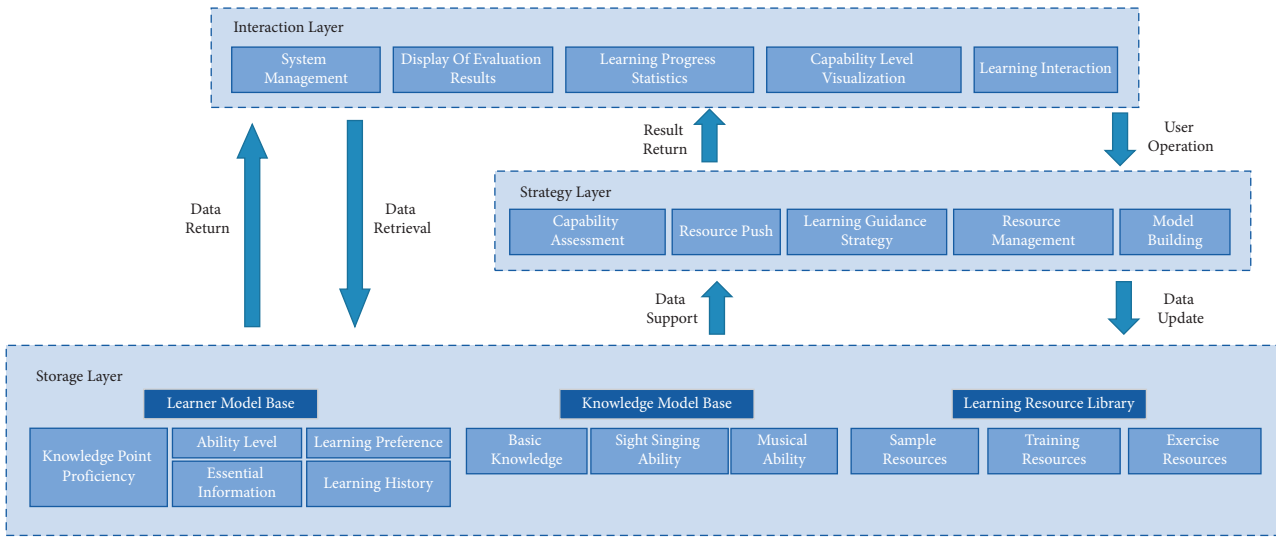 Interaction Layer
System
Management
Display Of Evaluation
Results
Learning Progress
Statistics
Capability Level
Visualization
Learning Interaction
Data
Return
Data
Retrieval
Result
Return
User
Operation
Strategy Layer
Capability
Assessment
Resource Push
Learning Guidance
Strategy
Resource
Management
Model
Building
Data
Support
Data
Update
Storage Layer
Learner Model Base
Knowledge Point
Proficiency
Ability Level
Learning Preference
Essential
Information
Learning History
Knowledge Model Base
Basic
Knowledge
Sight Singing
Ability
Musical
Ability
Learning Resource Library
Sample
Resources
Training
Resources
Exercise
Resources